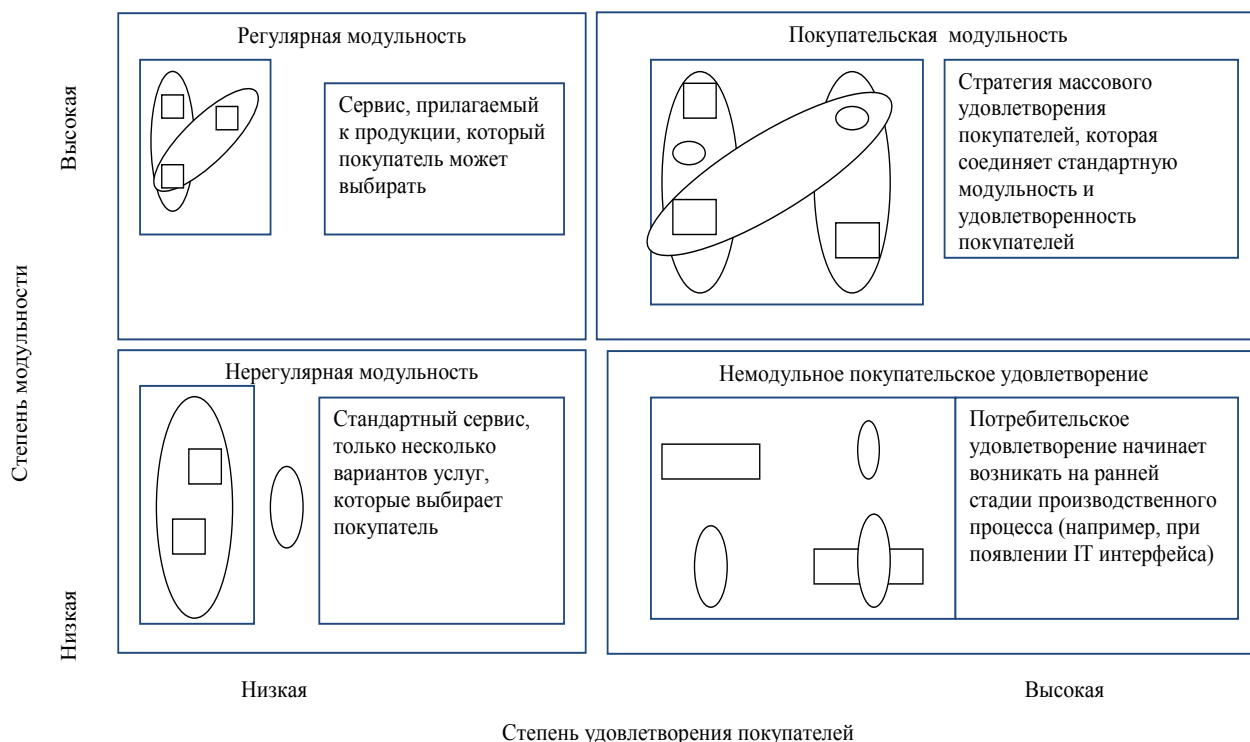 Регулярная модульность
Сервис, прилагаемый
к продукции, который
покупатель может
выбирать
Покупательская модульность
Стратегия массового
удовлетворения
покупателей, которая
соединяет стандартную
модульность и
удовлетворенность
покупателей
Высокая
Степень модульности
Низкая
Нерегулярная модульность
Стандартный сервис,
только несколько
вариантов услуг,
которые выбирает
покупатель
Немодульное покупательское удовлетворение
Потребительское
удовлетворение начинает
возникать на ранней
стадии производственного
процесса (например, при
появлении IT интерфейса)
Низкая
Высокая
Степень удовлетворения покупателей